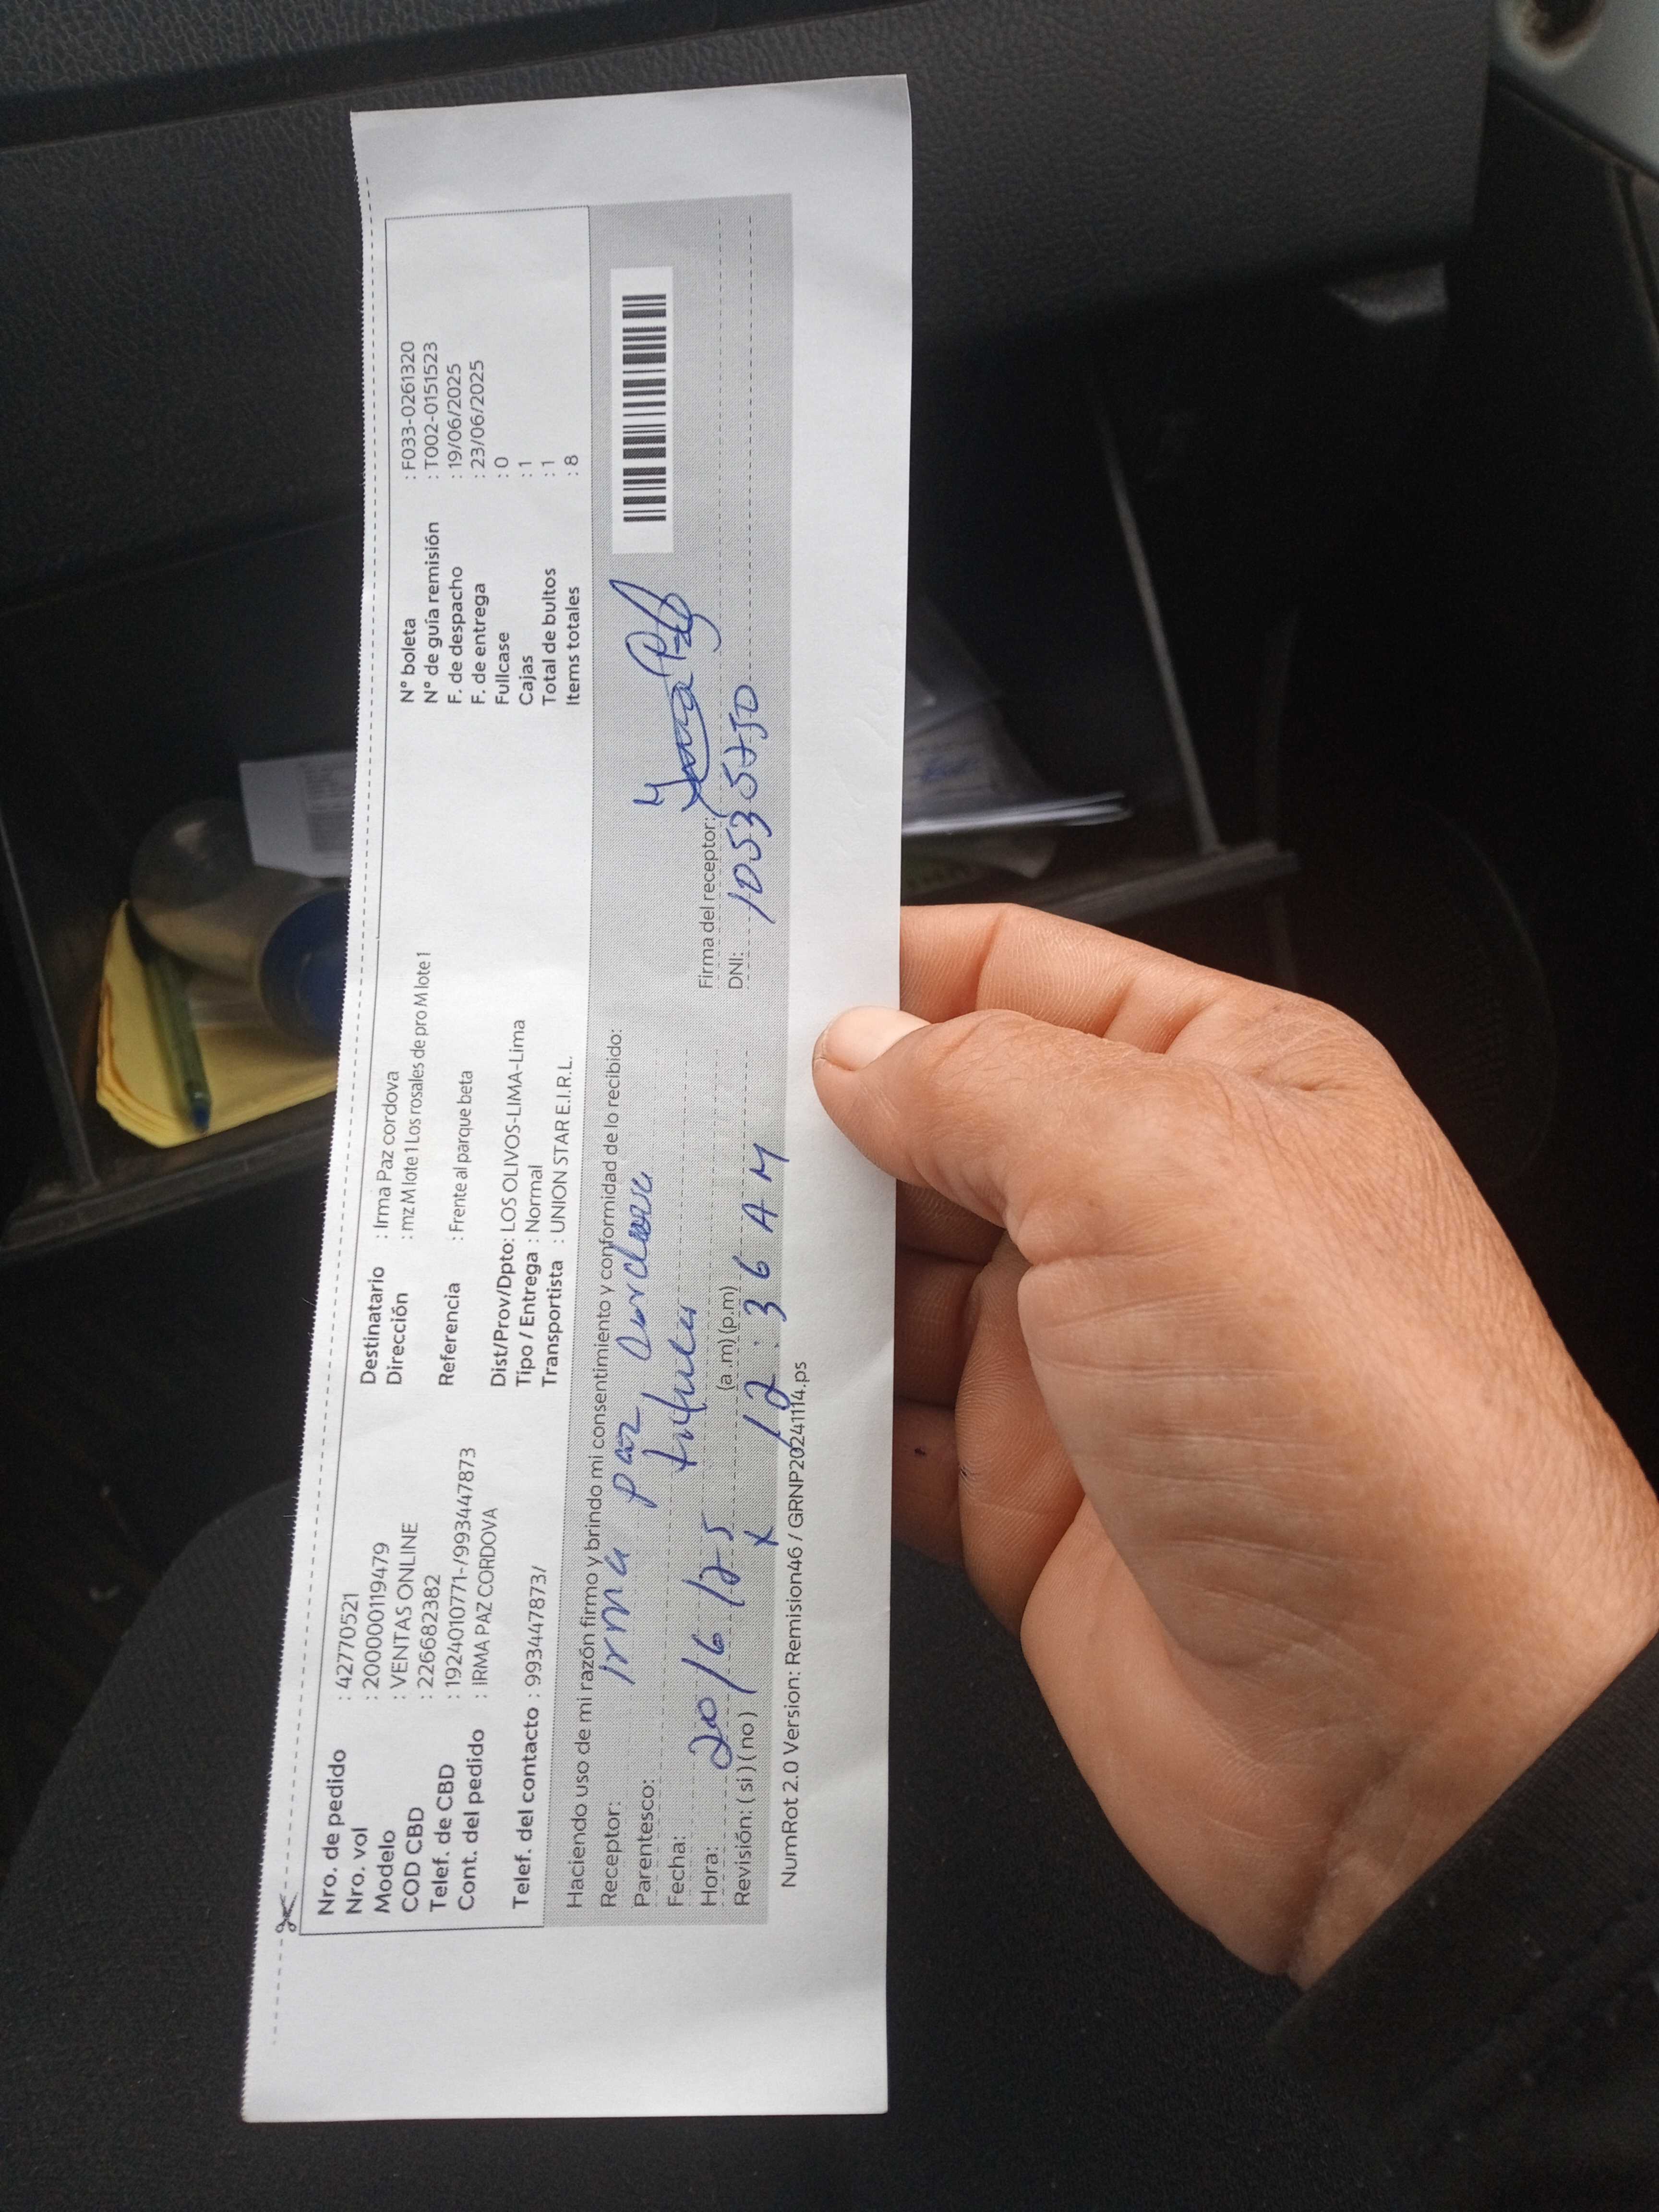 Nro. de pedido : 42770521
Nro. vol : 200000119479
Modelo : VENTAS ONLINE
COD CBD : 226682382
Telef. de CBD : 1924010771-/993447873
Cont. del pedido : IRMA PAZ CORDOVA
Telef. del contacto : 993447873/
Destinatario : Irma Paz cordova
Dirección : mz M lote 1 Los rosales de pro M lote 1
Referencia : Frente al parque beta
Dist/Prov/Dpto: LOS OLIVOS-LIMA-Lima
Tipo / Entrega : Normal
Transportista : UNION STAR E.I.R.L.
N° boleta : F033-0261320
N° de guía remisión : T002-0151523
F. de despacho : 19/06/2025
F. de entrega : 23/06/2025
Fullcase : 0
Cajas : 1
Total de bultos : 1
Items totales : 8
Haciendo uso de mi razón firmo y brindo mi consentimiento y conformidad de lo recibido:
Receptor: Irma Paz
Parentesco:
Fecha: 20/6/25
Hora: (a.m) (p.m) 12:36 AM
Revisión: ( si ) ( no ) x
Firma del receptor:
DNI: 10535750
NumRot 2.0 Version: Remision46 / GRNP20241114.ps